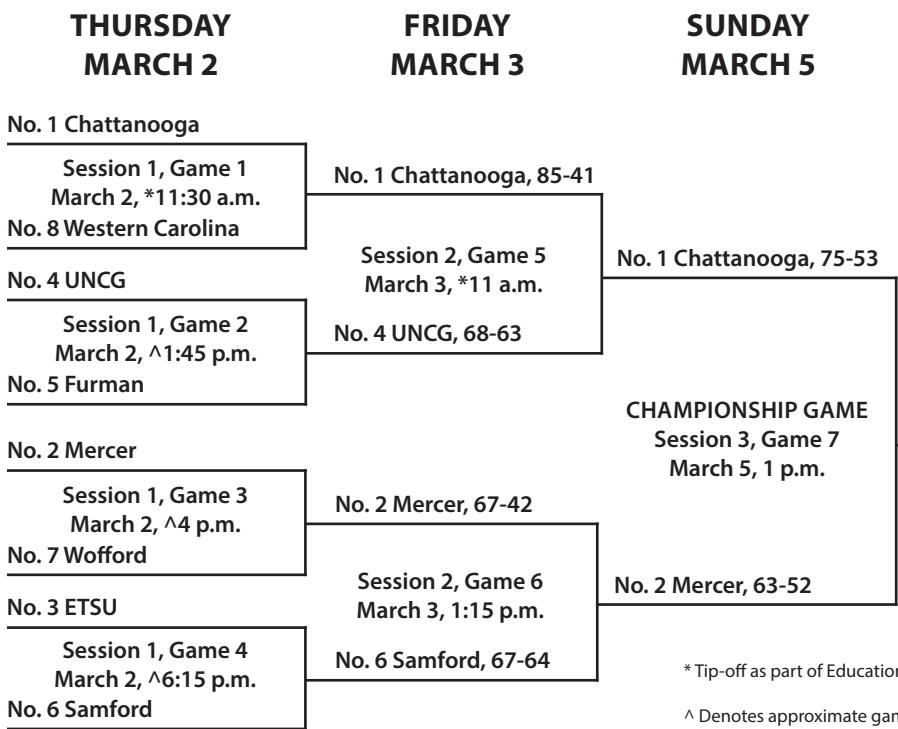 THURSDAY
MARCH 2
FRIDAY
MARCH 3
SUNDAY
MARCH 5
No. 1 Chattanooga
Session 1, Game 1
March 2, *11:30 a.m.
No. 8 Western Carolina
No. 4 UNCG
Session 1, Game 2
March 2, ^1:45 p.m.
No. 5 Furman
No. 2 Mercer
Session 1, Game 3
March 2, ^4 p.m.
No. 7 Wofford
No. 3 ETSU
Session 1, Game 4
March 2, ^6:15 p.m.
No. 6 Samford
No. 1 Chattanooga, 85-41
Session 2, Game 5
March 3, *11 a.m.
No. 4 UNCG, 68-63
No. 2 Mercer, 67-42
Session 2, Game 6
March 3, 1:15 p.m.
No. 6 Samford, 67-64
No. 1 Chattanooga, 75-53
CHAMPIONSHIP GAME
Session 3, Game 7
March 5, 1 p.m.
No. 2 Mercer, 63-52
* Tip-off as part of Education
^ Denotes approximate